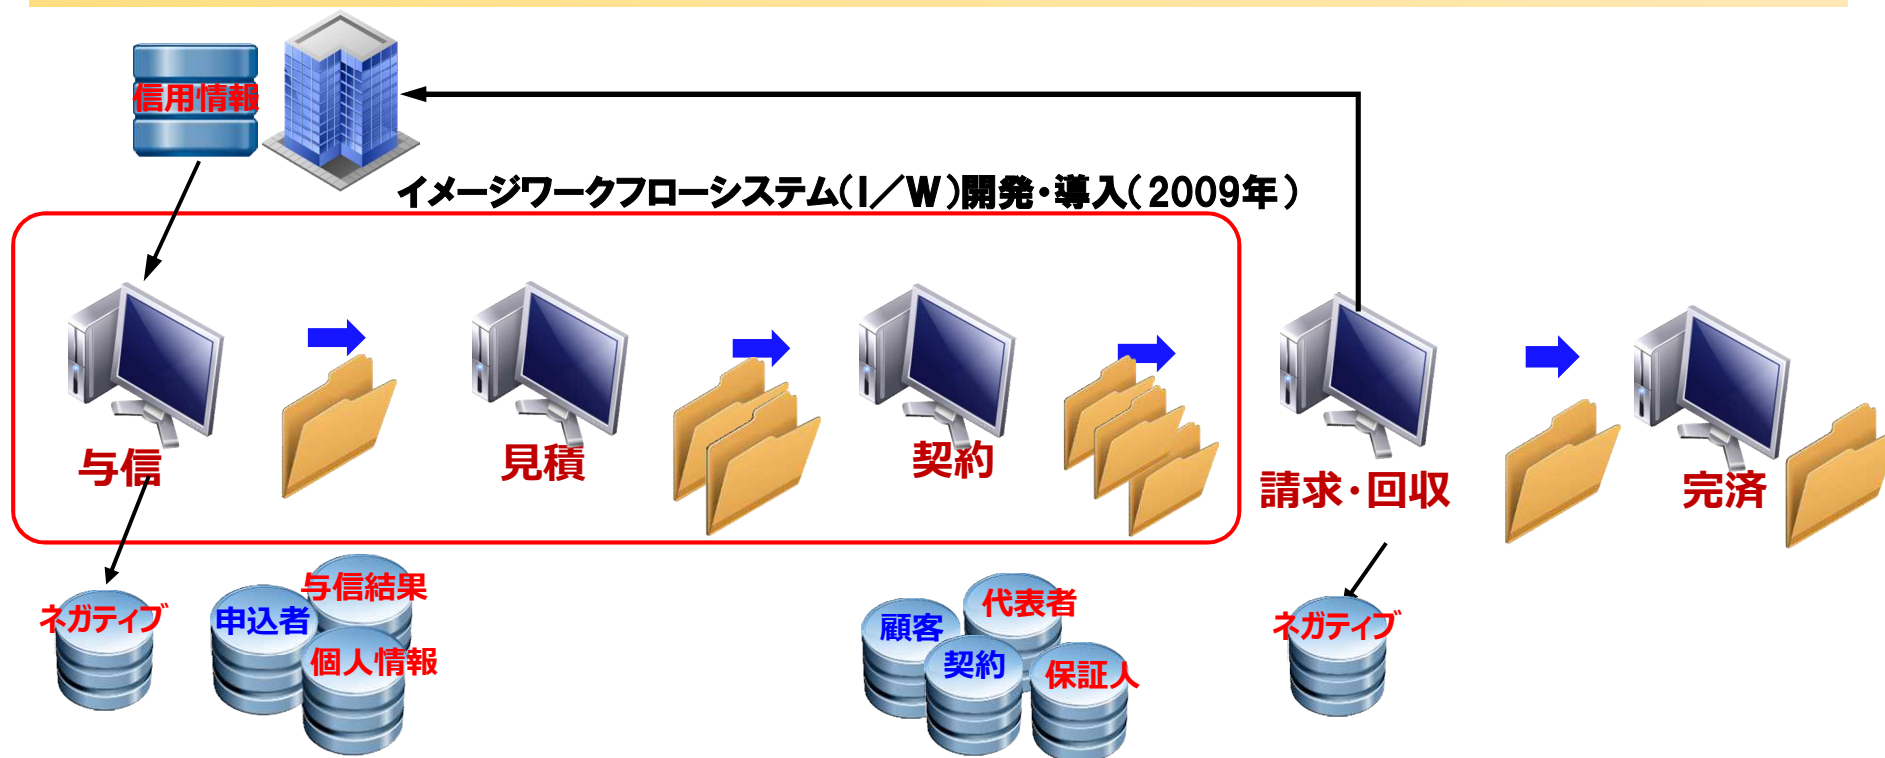 信用情報
イメージワークフローシステム(I/W)開発・導入(2009年)
与信
見積
契約
請求・回収
完済
ネガティブ
申込者
与信結果
個人情報
顧客
代表者
契約
保証人
ネガティブ